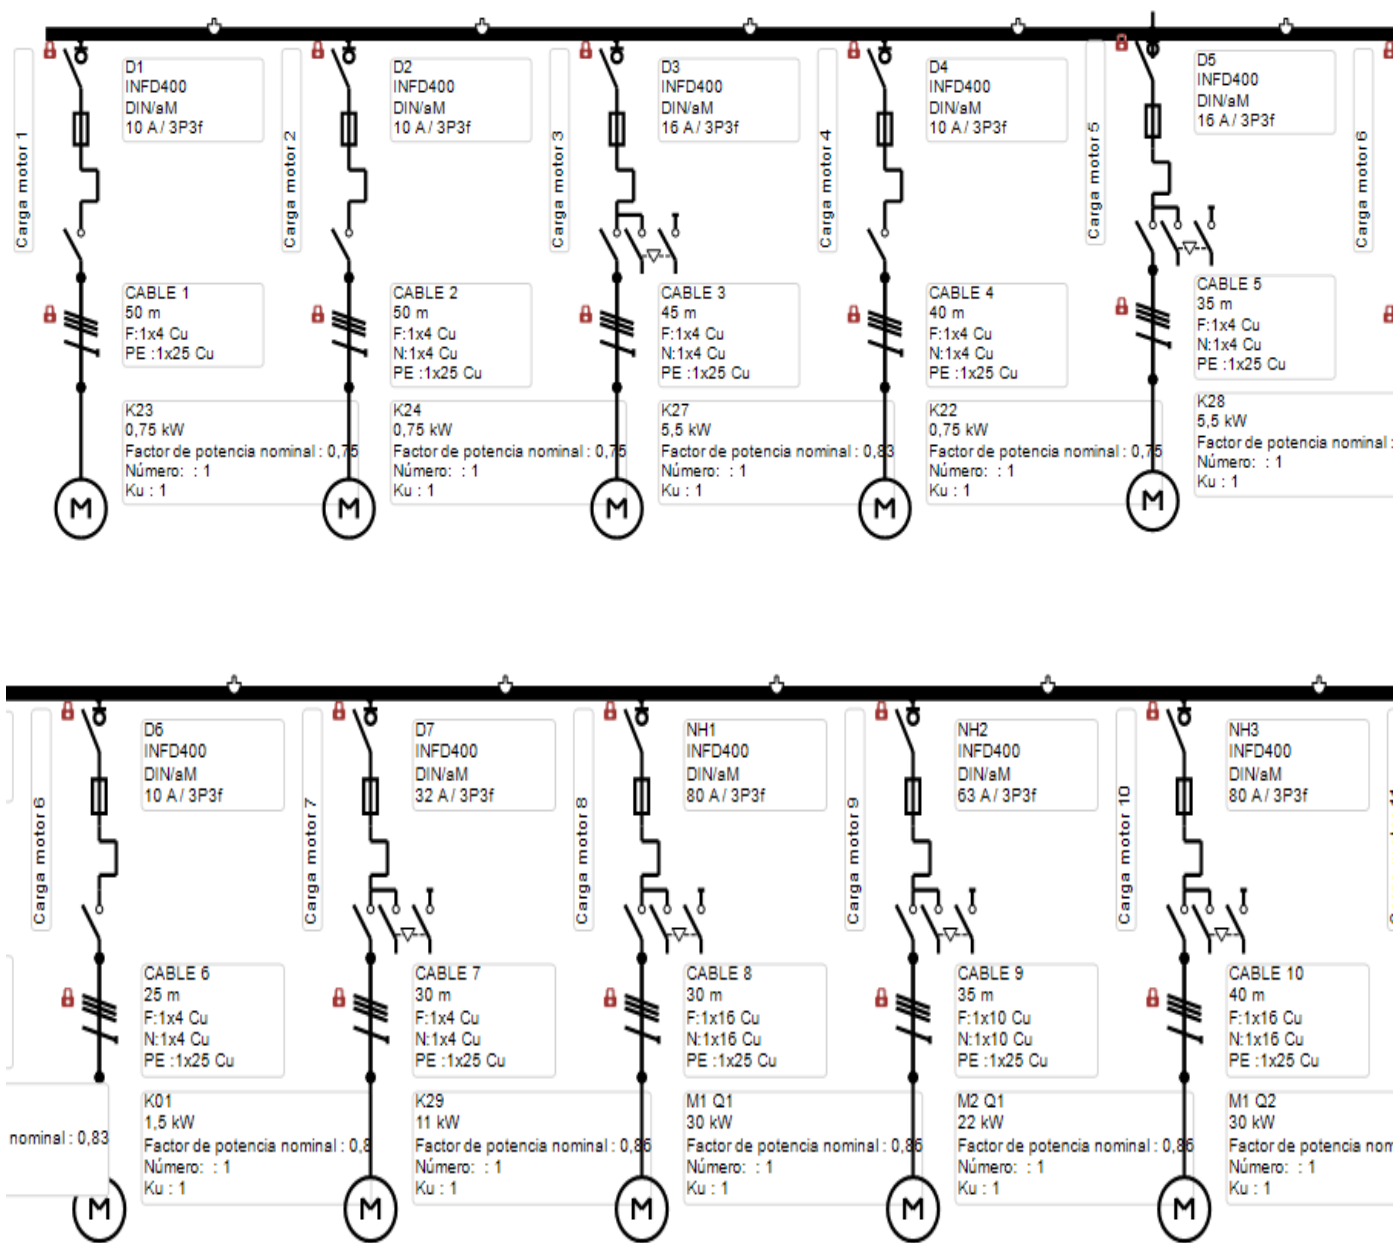 Carga motor 1
D1
INFD400
DIN/aM
10 A / 3P3f
CABLE 1
50 m
F:1x4 Cu
PE :1x25 Cu
K23
0,75 kW
Factor de potencia nominal : 0,75
Número: : 1
Ku : 1
M
Carga motor 2
D2
INFD400
DIN/aM
10 A / 3P3f
CABLE 2
50 m
F:1x4 Cu
N:1x4 Cu
PE :1x25 Cu
K24
0,75 kW
Factor de potencia nominal : 0,75
Número: : 1
Ku : 1
M
Carga motor 3
D3
INFD400
DIN/aM
16 A / 3P3f
CABLE 3
45 m
F:1x4 Cu
N:1x4 Cu
PE :1x25 Cu
K27
5,5 kW
Factor de potencia nominal : 0,83
Número: : 1
Ku : 1
M
Carga motor 4
D4
INFD400
DIN/aM
10 A / 3P3f
CABLE 4
40 m
F:1x4 Cu
N:1x4 Cu
PE :1x25 Cu
K22
0,75 kW
Factor de potencia nominal : 0,75
Número: : 1
Ku : 1
M
Carga motor 5
D5
INFD400
DIN/aM
16 A / 3P3f
CABLE 5
35 m
F:1x4 Cu
N:1x4 Cu
PE :1x25 Cu
K28
5,5 kW
Factor de potencia nominal :
Número: : 1
Ku : 1
M
Carga motor 6
nominal : 0,83
Carga motor 6
D6
INFD400
DIN/aM
10 A / 3P3f
CABLE 6
25 m
F:1x4 Cu
N:1x4 Cu
PE :1x25 Cu
K01
1,5 kW
Factor de potencia nominal : 0,8
Número: : 1
Ku : 1
M
Carga motor 7
D7
INFD400
DIN/aM
32 A / 3P3f
CABLE 7
30 m
F:1x4 Cu
N:1x4 Cu
PE :1x25 Cu
K29
11 kW
Factor de potencia nominal : 0,86
Número: : 1
Ku : 1
M
Carga motor 8
NH1
INFD400
DIN/aM
80 A / 3P3f
CABLE 8
30 m
F:1x16 Cu
N:1x16 Cu
PE :1x25 Cu
M1 Q1
30 kW
Factor de potencia nominal : 0,86
Número: : 1
Ku : 1
M
Carga motor 9
NH2
INFD400
DIN/aM
63 A / 3P3f
CABLE 9
35 m
F:1x10 Cu
N:1x10 Cu
PE :1x25 Cu
M2 Q1
22 kW
Factor de potencia nominal : 0,86
Número: : 1
Ku : 1
M
Carga motor 10
NH3
INFD400
DIN/aM
80 A / 3P3f
CABLE 10
40 m
F:1x16 Cu
N:1x16 Cu
PE :1x25 Cu
M1 Q2
30 kW
Factor de potencia
Número: : 1
Ku : 1
M